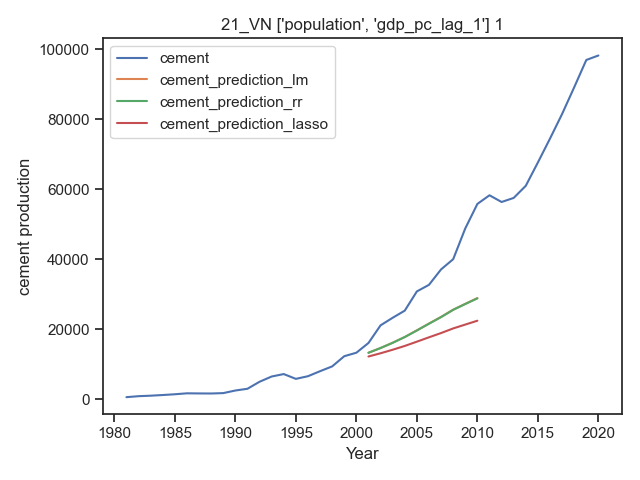 21_VN ['population', 'gdp_pc_lag_1'] 1
cement
cement_prediction_lm
cement_prediction_rr
cement_prediction_lasso
100000
80000
60000
40000
20000
0
cement production
1980 1985 1990 1995 2000 2005 2010 2015 2020
Year